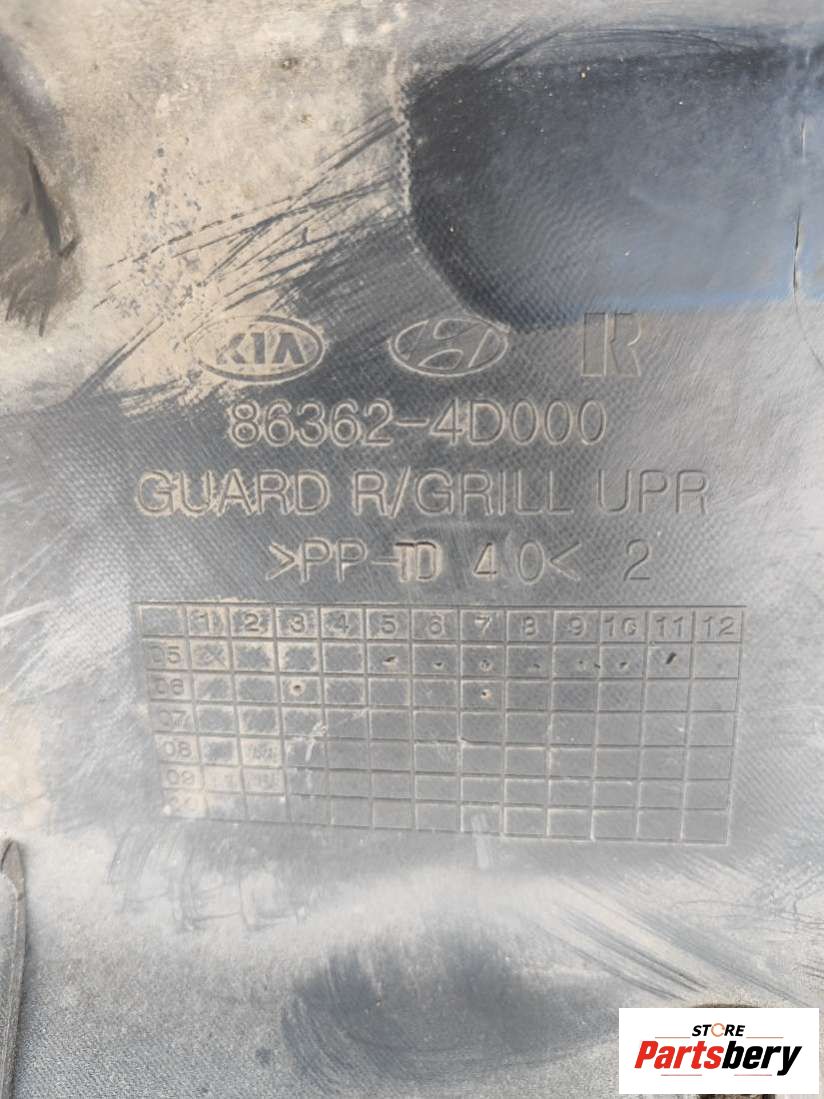 KIA
86362-4D000
GUARD R/GRILL UPR
>PP-TD 40< 2
1 2 3 4 5 6 7 8 9 10 11 12
05
06
07
08
09
STORE
Partsbery